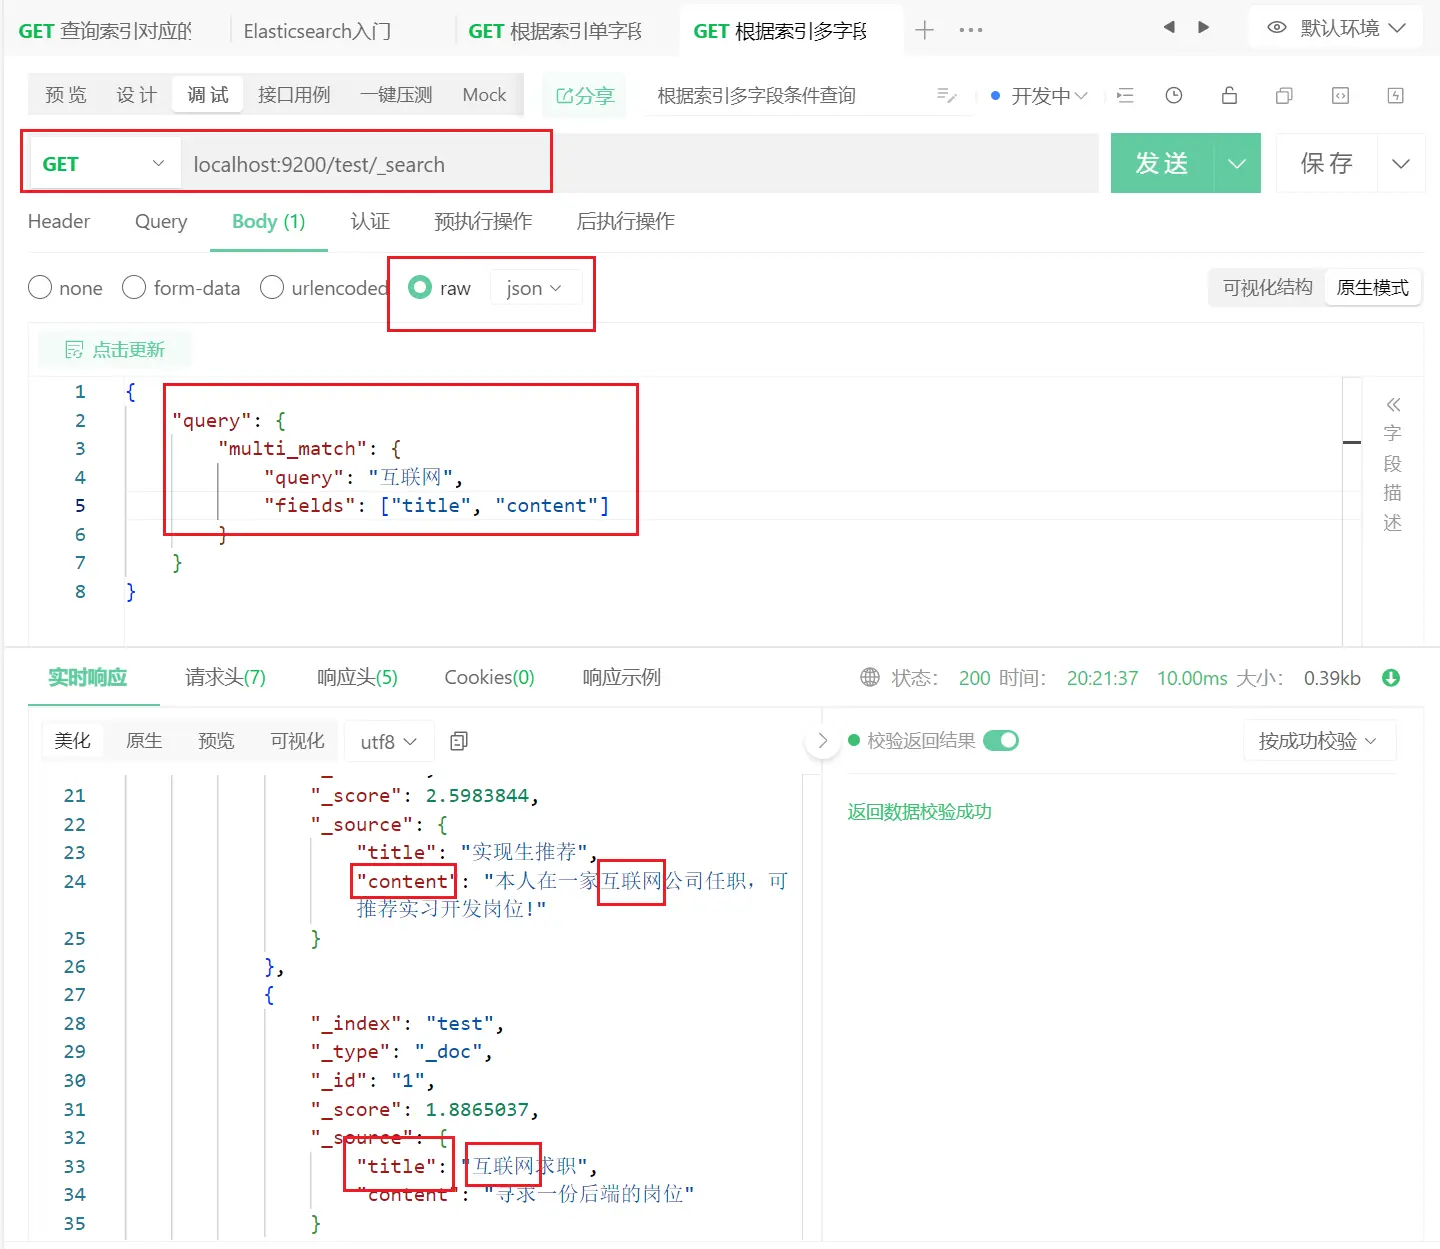 GET 查询索引对应的
Elasticsearch入门
GET 根据索引单字段
GET 根据索引多字段
默认环境
预 览 设 计 调 试 接口用例 一键压测 Mock
分享
根据索引多字段条件查询
开发中
GET localhost:9200/test/_search
发 送
保 存
Header Query Body (1) 认证 预执行操作 后执行操作
none form-data urlencoded raw json
可视化结构 原生模式
点击更新
1 {
2 "query": {
3 "multi_match": {
4 "query": "互联网",
5 "fields": ["title", "content"]
6 }
7 }
8 }
字
段
描
述
实时响应 请求头(7) 响应头(5) Cookies(0) 响应示例
状态： 200 时间： 20:21:37 10.00ms 大小： 0.39kb
美化 原生 预览 可视化 utf8
校验返回结果
按成功校验
返回数据校验成功
21 "_score": 2.5983844,
22 "_source": {
23 "title": "实现生推荐",
24 "content": "本人在一家互联网公司任职，可
推荐实习开发岗位!"
25 }
26 },
27 {
28 "_index": "test",
29 "_type": "_doc",
30 "_id": "1",
31 "_score": 1.8865037,
32 "_source": {
33 "title": "互联网求职",
34 "content": "寻求一份后端的岗位"
35 }